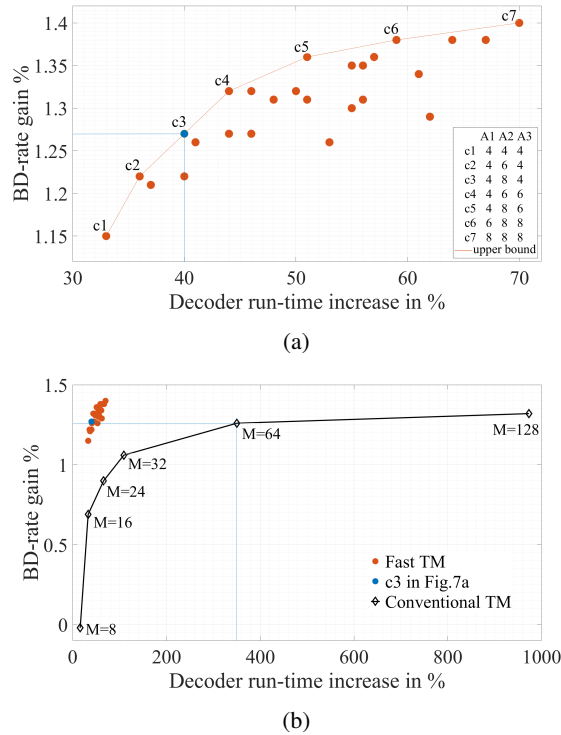 1.4
1.35
1.3
1.25
1.2
1.15
BD-rate gain %
c1
c2
c3
c4
c5
c6
c7
A1 A2 A3
c1 4 4 4
c2 4 6 4
c3 4 8 4
c4 4 6 6
c5 4 8 6
c6 6 8 8
c7 8 8 8
upper bound
30 40 50 60 70
Decoder run-time increase in %
(a)
1.5
1
0.5
0
BD-rate gain %
M=8
M=16
M=24
M=32
M=64
M=128
Fast TM
c3 in Fig.7a
Conventional TM
0 200 400 600 800 1000
Decoder run-time increase in %
(b)